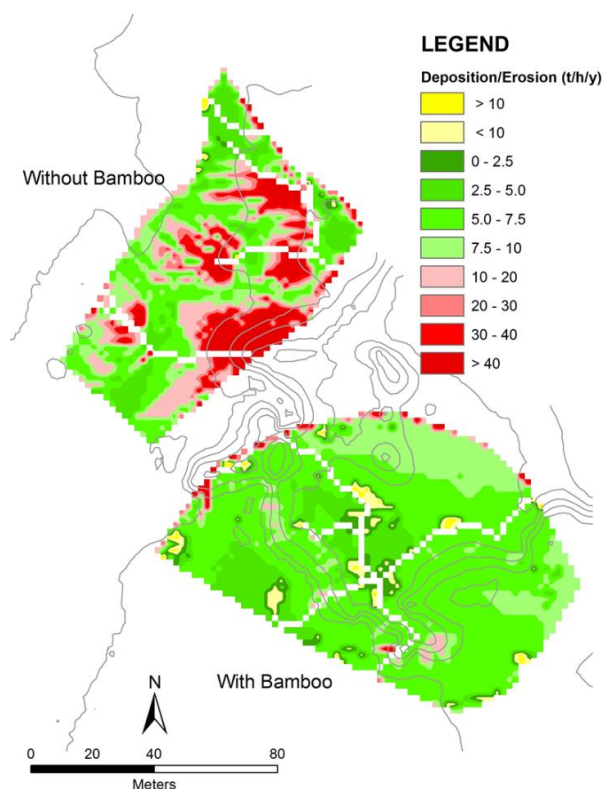 LEGEND
Deposition/Erosion (t/h/y)
> 10
< 10
0 - 2.5
2.5 - 5.0
5.0 - 7.5
7.5 - 10
10 - 20
20 - 30
30 - 40
> 40
Without Bamboo
With Bamboo
N
0 20 40 80
Meters